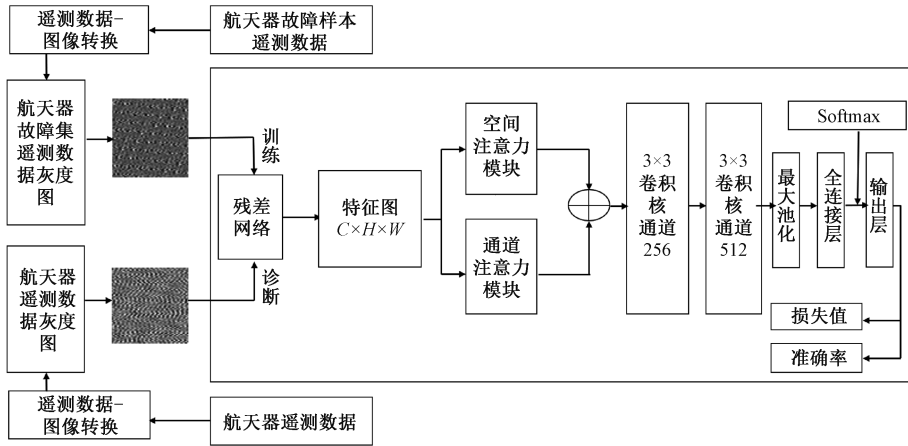 遥测数据-
图像转换
航天器故障样本
遥测数据
航天器
故障集
遥测数
据灰度
图
训练
残差
网络
特征图
C×H×W
空间
注意力
模块
通道
注意力
模块
3×3
卷积
核
通道
256
3×3
卷积
核
通道
512
最大池化
全连接层
Softmax
输出层
损失值
准确率
诊断
航天
器遥
测数
据灰度
图
遥测数据-
图像转换
航天器遥测数据